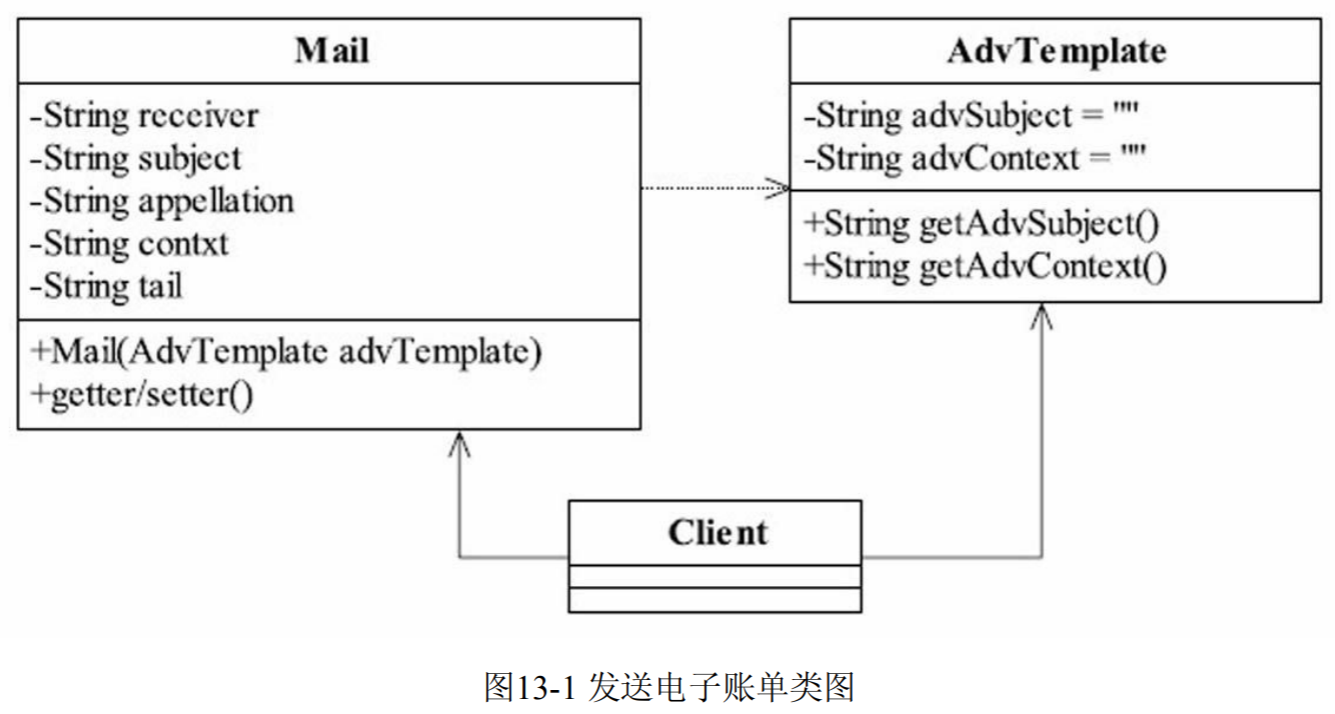 Mail
-String receiver
-String subject
-String appellation
-String contxt
-String tail
+Mail(AdvTemplate advTemplate)
+getter/setter()
AdvTemplate
-String advSubject = ""
-String advContext = ""
+String getAdvSubject()
+String getAdvContext()
Client
图13-1 发送电子账单类图